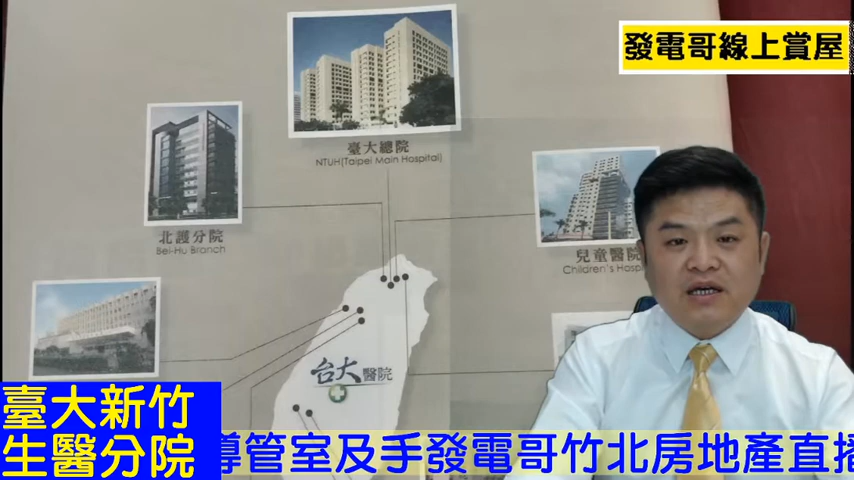 發電哥線上賞屋
臺大總院
NTUH(Taipei Main Hospital)
北護分院
Bei-Hu Branch
兒童醫院
Children's Hosp
台大醫院
臺大新竹
生醫分院
導管室及手發電哥竹北房地產直播